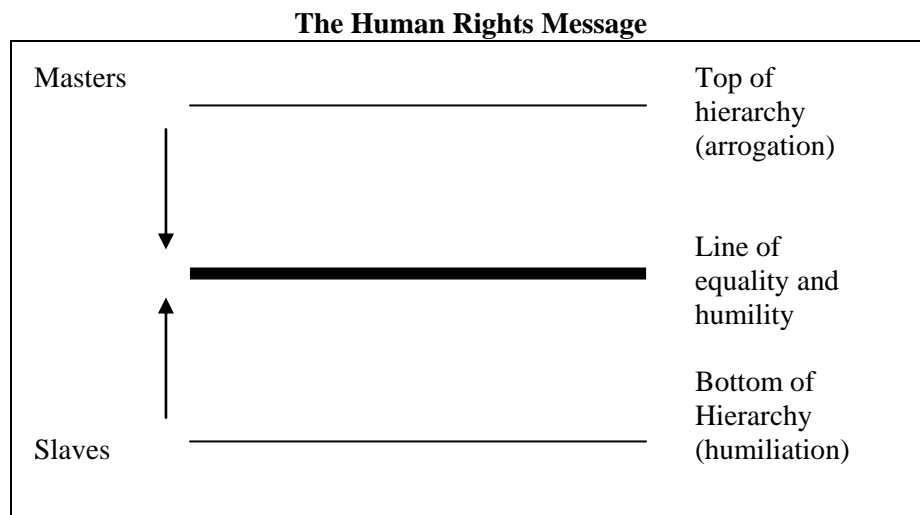 The Human Rights Message
Masters
Top of
hierarchy
(arrogation)
Line of
equality and
humility
Bottom of
Hierarchy
(humiliation)
Slaves